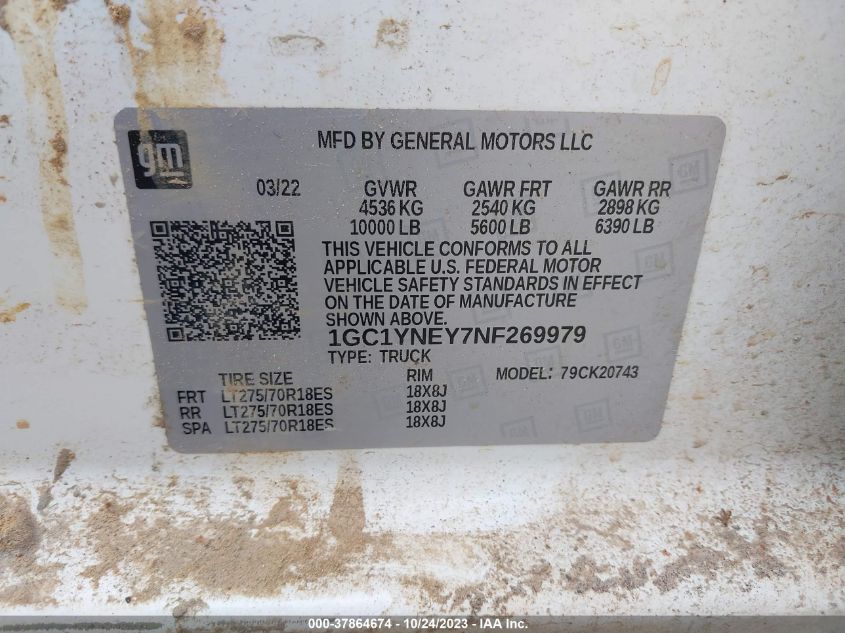 gm
MFD BY GENERAL MOTORS LLC
03/22 GVWR GAWR FRT GAWR RR
4536 KG 2540 KG 2898 KG
10000 LB 5600 LB 6390 LB
THIS VEHICLE CONFORMS TO ALL
APPLICABLE U.S. FEDERAL MOTOR
VEHICLE SAFETY STANDARDS IN EFFECT
ON THE DATE OF MANUFACTURE
SHOWN ABOVE.
1GC1YNEY7NF269979
TYPE: TRUCK
TIRE SIZE RIM MODEL: 79CK20743
FRT LT275/70R18ES 18X8J
RR LT275/70R18ES 18X8J
SPA LT275/70R18ES 18X8J
000-37864674 - 10/24/2023 - IAAI.com